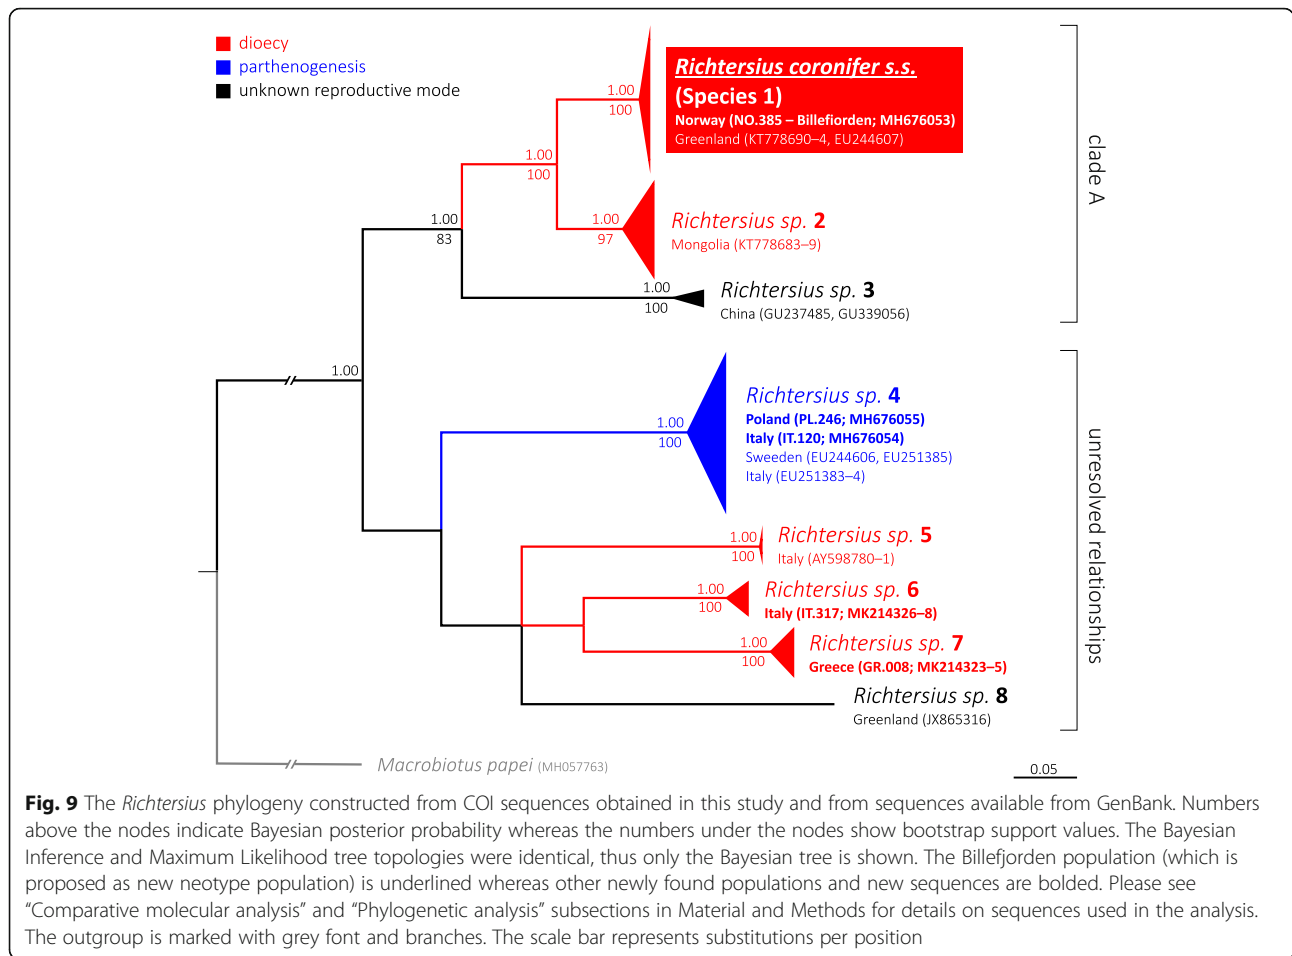 dioecy
parthenogenesis
unknown reproductive mode
1.00
100
Richtersius coronifer s.s.
(Species 1)
Norway (NO.385 – Billefiorden; MH676053)
Greenland (KT778690–4, EU244607)
1.00
100
1.00
97
Richtersius sp. 2
Mongolia (KT778683–9)
1.00
83
1.00
100
Richtersius sp. 3
China (GU237485, GU339056)
clade A
1.00
1.00
100
Richtersius sp. 4
Poland (PL.246; MH676055)
Italy (IT.120; MH676054)
Sweeden (EU244606, EU251385)
Italy (EU251383–4)
1.00
100
Richtersius sp. 5
Italy (AY598780–1)
1.00
100
Richtersius sp. 6
Italy (IT.317; MK214326–8)
1.00
100
Richtersius sp. 7
Greece (GR.008; MK214323–5)
Richtersius sp. 8
Greenland (JX865316)
unresolved relationships
Macrobiotus papei (MH057763)
0.05
Fig. 9 The Richtersius phylogeny constructed from COI sequences obtained in this study and from sequences available from GenBank. Numbers
above the nodes indicate Bayesian posterior probability whereas the numbers under the nodes show bootstrap support values. The Bayesian
Inference and Maximum Likelihood tree topologies were identical, thus only the Bayesian tree is shown. The Billefjorden population (which is
proposed as new neotype population) is underlined whereas other newly found populations and new sequences are bolded. Please see
“Comparative molecular analysis” and “Phylogenetic analysis” subsections in Material and Methods for details on sequences used in the analysis.
The outgroup is marked with grey font and branches. The scale bar represents substitutions per position